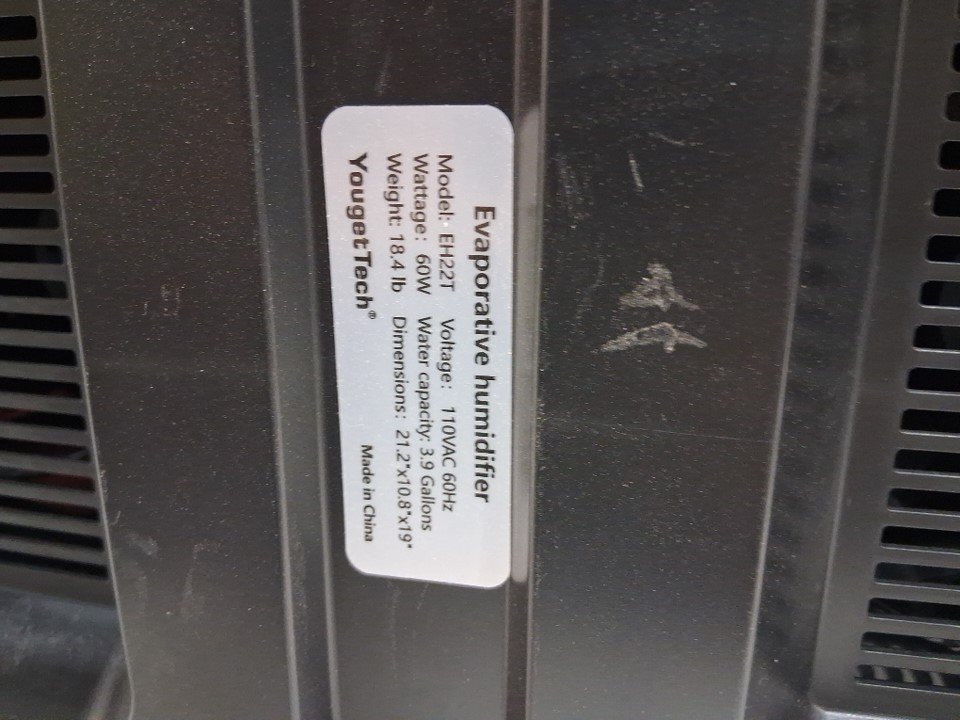 Evaporative humidifier
Model: EH22T Voltage: 110VAC 60Hz
Wattage: 60W Water capacity: 3.9 Gallons
Weight: 18.4 lb Dimensions: 21.2"x10.8"x19"
YougetTech® Made in China